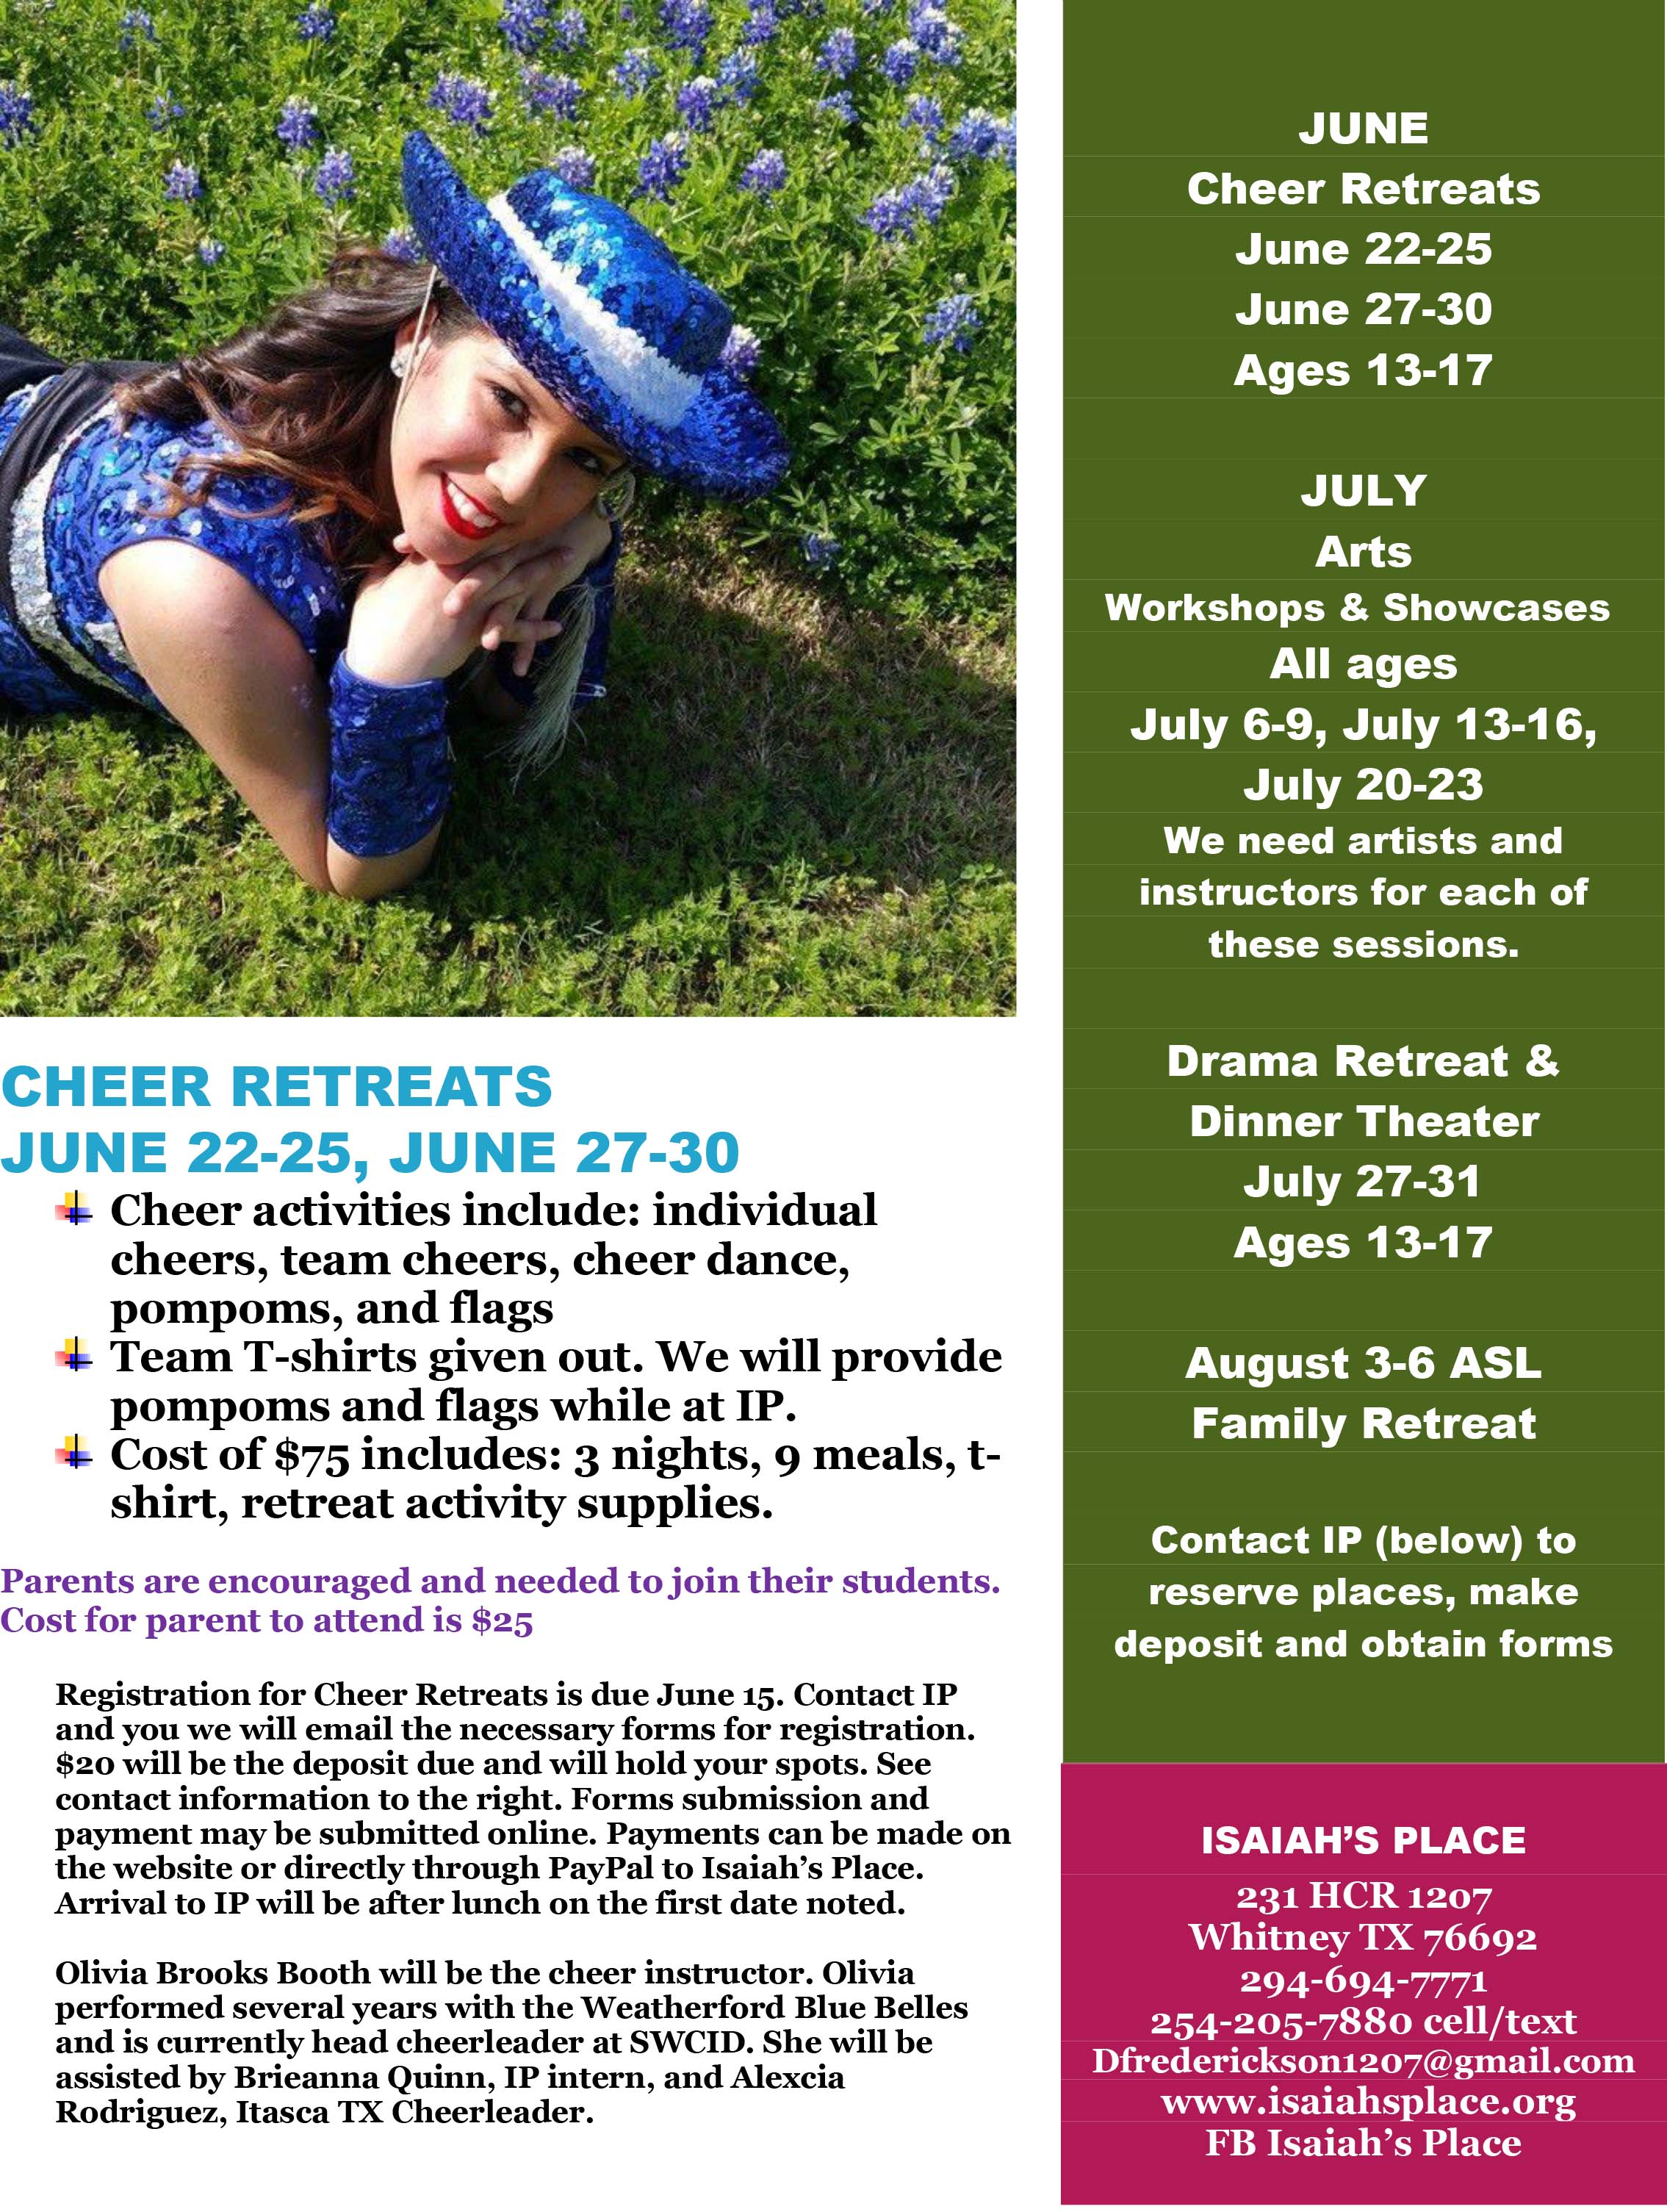 CHEER RETREATS
JUNE 22-25, JUNE 27-30
Cheer activities include: individual
cheers, team cheers, cheer dance,
pompoms, and flags
Team T-shirts given out. We will provide
pompoms and flags while at IP.
Cost of $75 includes: 3 nights, 9 meals, t-
shirt, retreat activity supplies.
Parents are encouraged and needed to join their students.
Cost for parent to attend is $25
Registration for Cheer Retreats is due June 15. Contact IP
and you we will email the necessary forms for registration.
$20 will be the deposit due and will hold your spots. See
contact information to the right. Forms submission and
payment may be submitted online. Payments can be made on
the website or directly through PayPal to Isaiah’s Place.
Arrival to IP will be after lunch on the first date noted.
Olivia Brooks Booth will be the cheer instructor. Olivia
performed several years with the Weatherford Blue Belles
and is currently head cheerleader at SWCID. She will be
assisted by Brieanna Quinn, IP intern, and Alexcia
Rodriguez, Itasca TX Cheerleader.
JUNE
Cheer Retreats
June 22-25
June 27-30
Ages 13-17
JULY
Arts
Workshops & Showcases
All ages
July 6-9, July 13-16,
July 20-23
We need artists and
instructors for each of
these sessions.
Drama Retreat &
Dinner Theater
July 27-31
Ages 13-17
August 3-6 ASL
Family Retreat
Contact IP (below) to
reserve places, make
deposit and obtain forms
ISAIAH’S PLACE
231 HCR 1207
Whitney TX 76692
294-694-7771
254-205-7880 cell/text
Dfrederickson1207@gmail.com
www.isaiahsplace.org
FB Isaiah’s Place